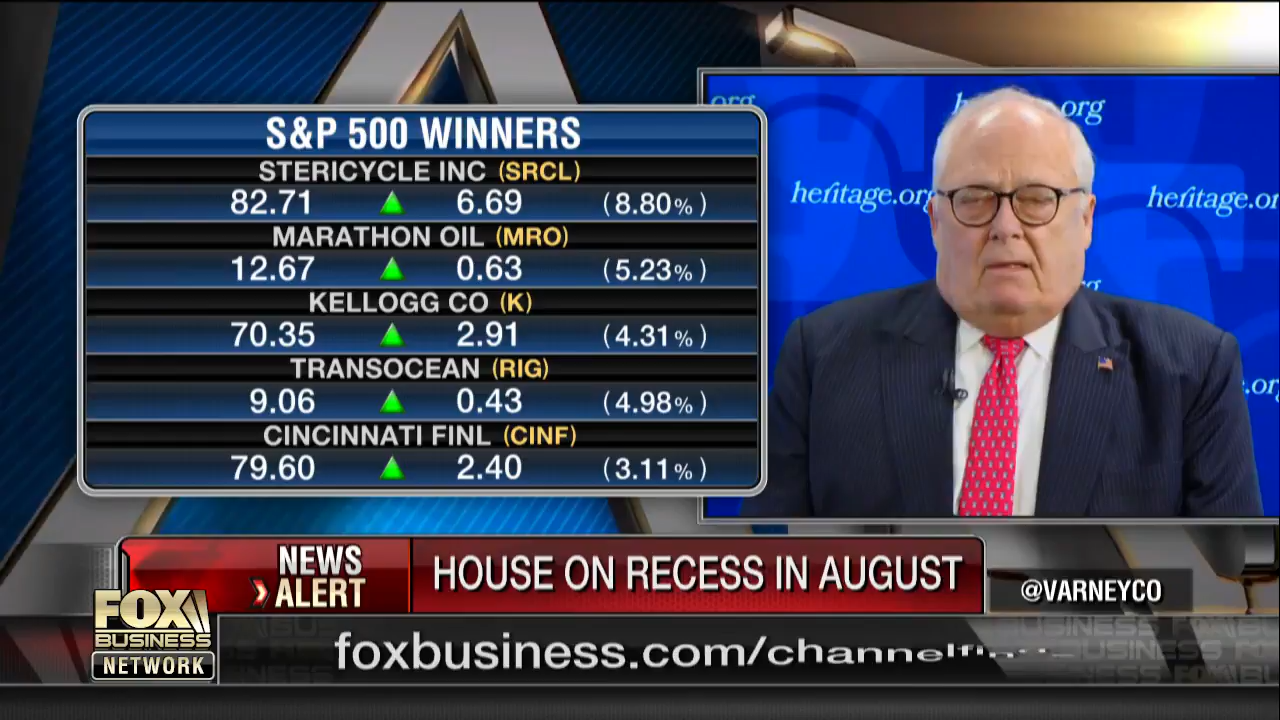 S&P 500 WINNERS
STERICYCLE INC (SRCL)
82.71 ▲ 6.69 (8.80%)
MARATHON OIL (MRO)
12.67 ▲ 0.63 (5.23%)
KELLOGG CO (K)
70.35 ▲ 2.91 (4.31%)
TRANSOCEAN (RIG)
9.06 ▲ 0.43 (4.98%)
CINCINNATI FINL (CINF)
79.60 ▲ 2.40 (3.11%)
.org
.org
heritage.org
heritage.or
NEWS
ALERT
HOUSE ON RECESS IN AUGUST
@VARNEYCO
FOX
BUSINESS
NETWORK
foxbusiness.com/channel